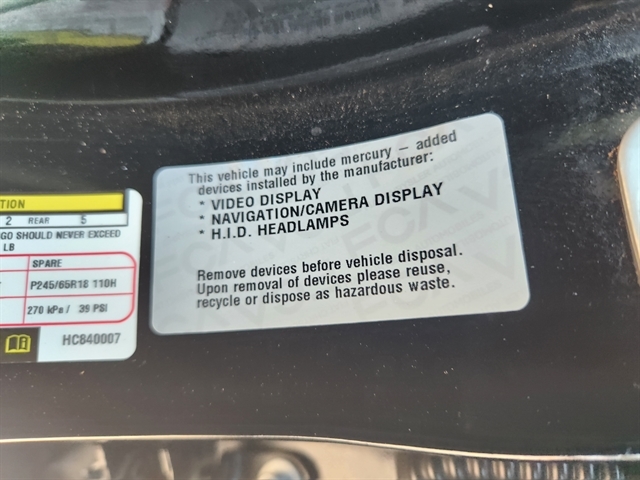 TION
2 REAR 5
GO SHOULD NEVER EXCEED
LB
SPARE
P245/65R18 110H
270 kPa / 39 PSI
HC840007
This vehicle may include mercury – added
devices installed by the manufacturer:
* VIDEO DISPLAY
* NAVIGATION/CAMERA DISPLAY
* H.I.D. HEADLAMPS
Remove devices before vehicle disposal.
Upon removal of devices please reuse,
recycle or dispose as hazardous waste.